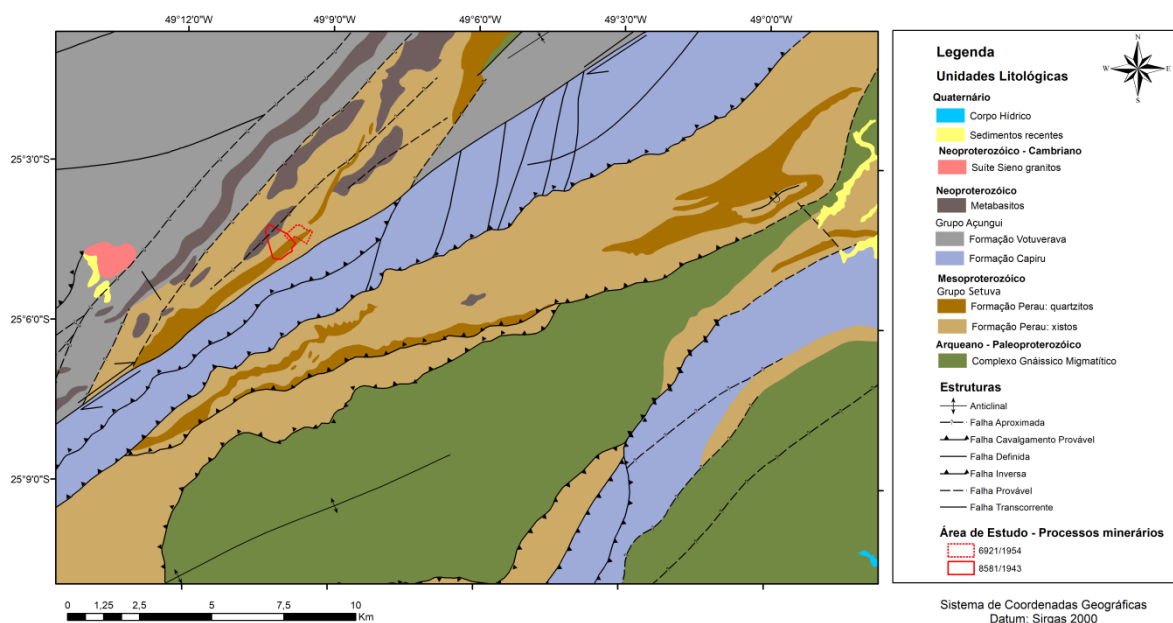 49°12'0"W 49°9'0"W 49°6'0"W 49°3'30"W 49°0'0"W
25°3'0"S
25°6'0"S
25°9'0"S
0 1,25 2,5 5 7,5 10
Km
Legenda
N
W E
S
Unidades Litológicas
Quaternário
Corpo Hídrico
Sedimentos recentes
Neoproterozóico - Cambriano
Suíte Sieno granitos
Neoproterozóico
Metabasitos
Grupo Açungui
Formação Votuverava
Formação Capiru
Mesoproterozóico
Grupo Setuva
Formação Perau: quartzitos
Formação Perau: xistos
Arqueano - Paleoproterozóico
Complexo Gnáissico Migmatítico
Estruturas
Anticlinal
Falha Aproximada
Falha Cavalgamento Provável
Falha Definida
Falha Inversa
Falha Provável
Falha Transcorrente
Área de Estudo - Processos minerários
6921/1954
8581/1943
Sistema de Coordenadas Geográficas
Datum: Sirgas 2000